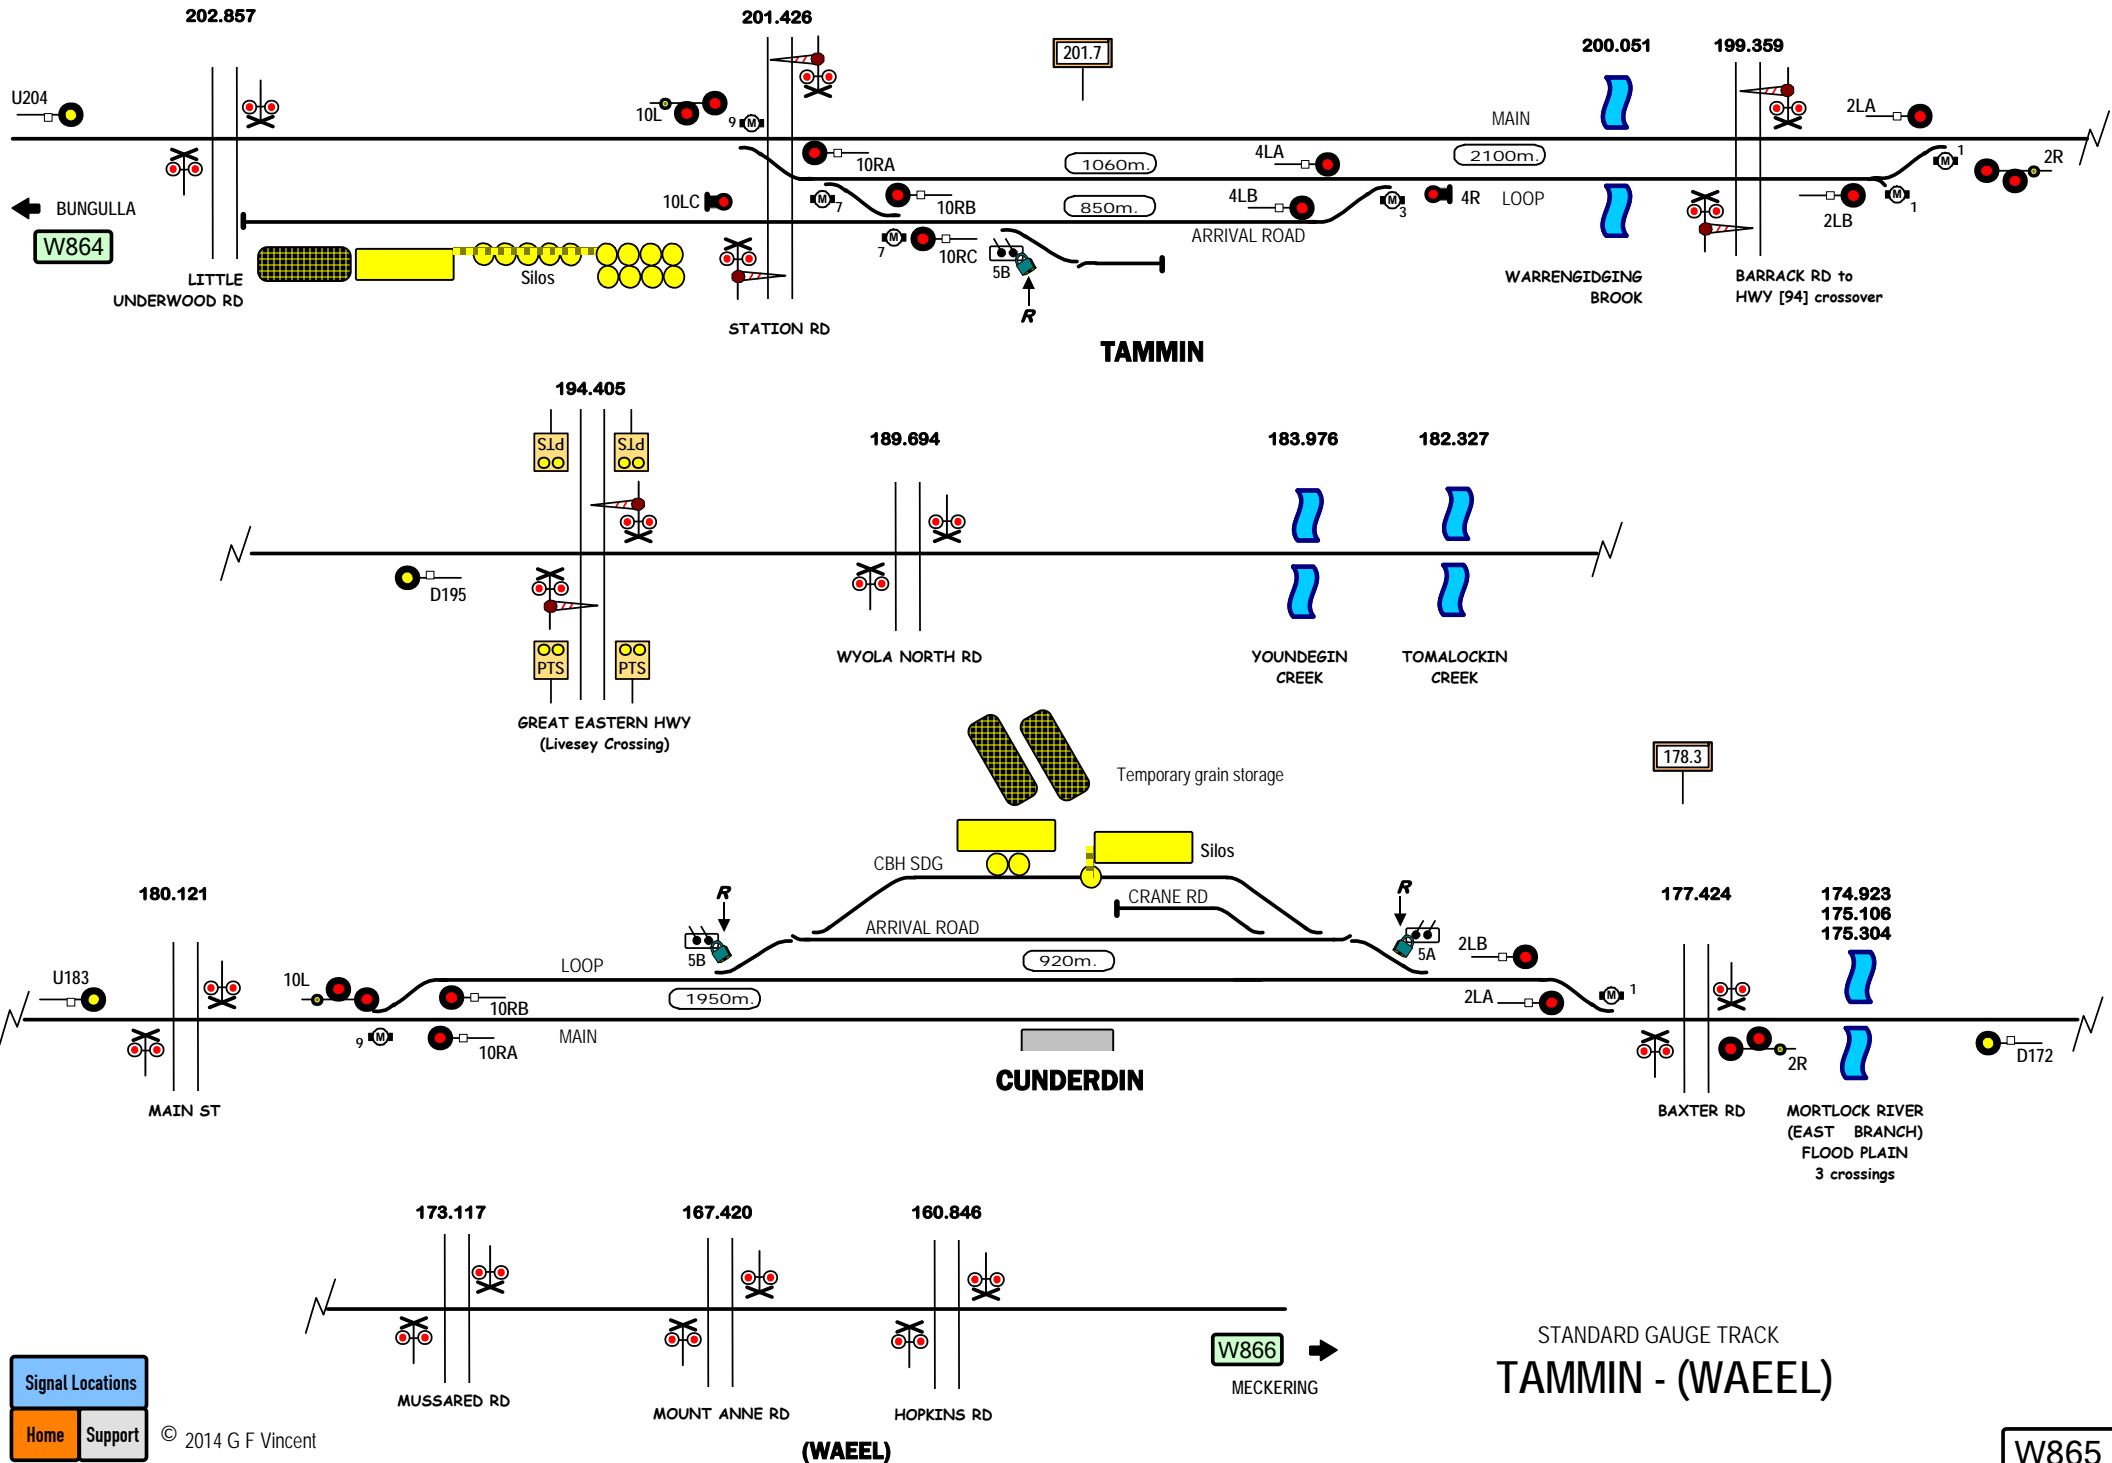 202.857
201.426
201.7
200.051
199.359
U204
10L
9
M
10RA
MAIN
2LA
1060m.
4LA
2100m.
M
1
2R
BUNGULLA
10LC
M
7
10RB
850m.
4LB
M
3
4R
LOOP
2LB
M
1
W864
7
M
10RC
ARRIVAL ROAD
5B
Silos
R
LITTLE
UNDERWOOD RD
STATION RD
WARRENGIDGING
BROOK
BARRACK RD to
HWY [94] crossover
TAMMIN
194.405
PTS
PTS
189.694
183.976
182.327
D195
PTS
PTS
WYOLA NORTH RD
YOUNDEGIN
CREEK
TOMALOCKIN
CREEK
GREAT EASTERN HWY
(Livesey Crossing)
178.3
Temporary grain storage
Silos
CBH SDG
180.121
R
CRANE RD
R
177.424
174.923
175.106
175.304
ARRIVAL ROAD
5B
5A
2LB
U183
LOOP
920m.
10L
10RB
1950m.
2LA
M
1
9
M
10RA
MAIN
2R
D172
CUNDERDIN
MAIN ST
BAXTER RD
MORTLOCK RIVER
(EAST BRANCH)
FLOOD PLAIN
3 crossings
173.117
167.420
160.846
W866
MECKERING
STANDARD GAUGE TRACK
TAMMIN - (WAEEL)
MUSSARED RD
MOUNT ANNE RD
HOPKINS RD
(WAEEL)
Signal Locations
Home
Support
© 2014 G F Vincent
W865